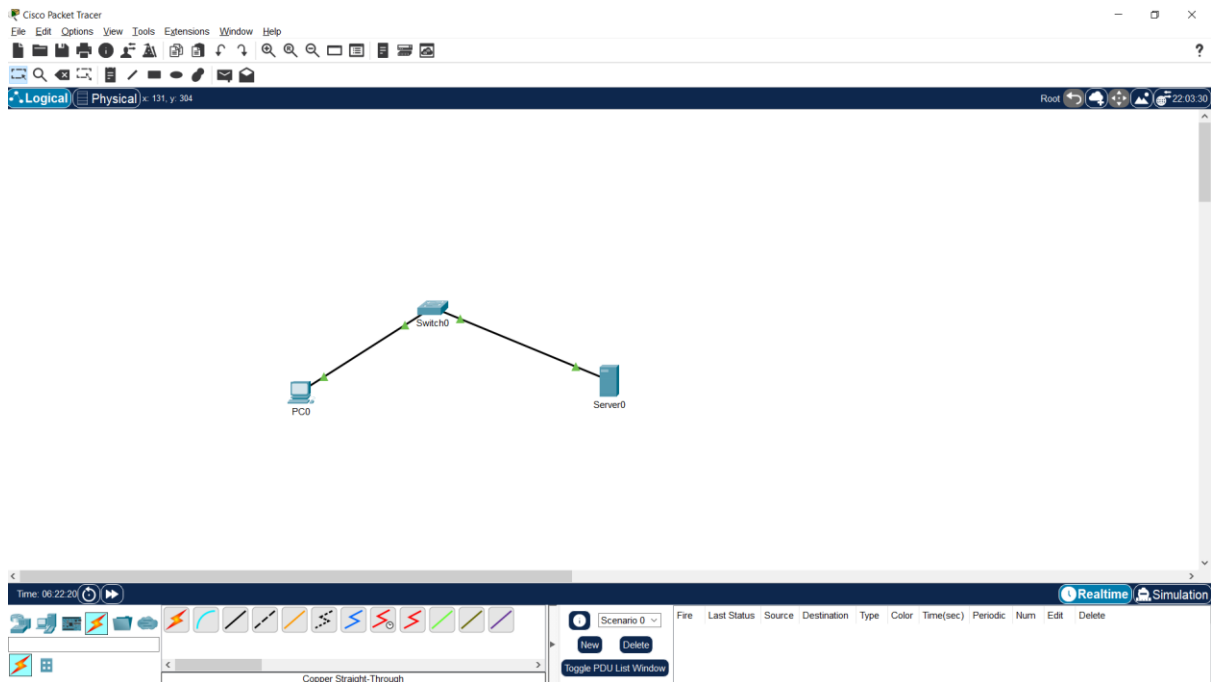 Cisco Packet Tracer
File Edit Options View Tools Extensions Window Help
?
Logical Physical x: 131, y: 304 Root 22:03:30
Switch0
PC0
Server0
Time: 06:22:20 Realtime Simulation
Scenario 0 Fire Last Status Source Destination Type Color Time(sec) Periodic Num Edit Delete
New Delete
Toggle PDU List Window
Copper Straight-Through